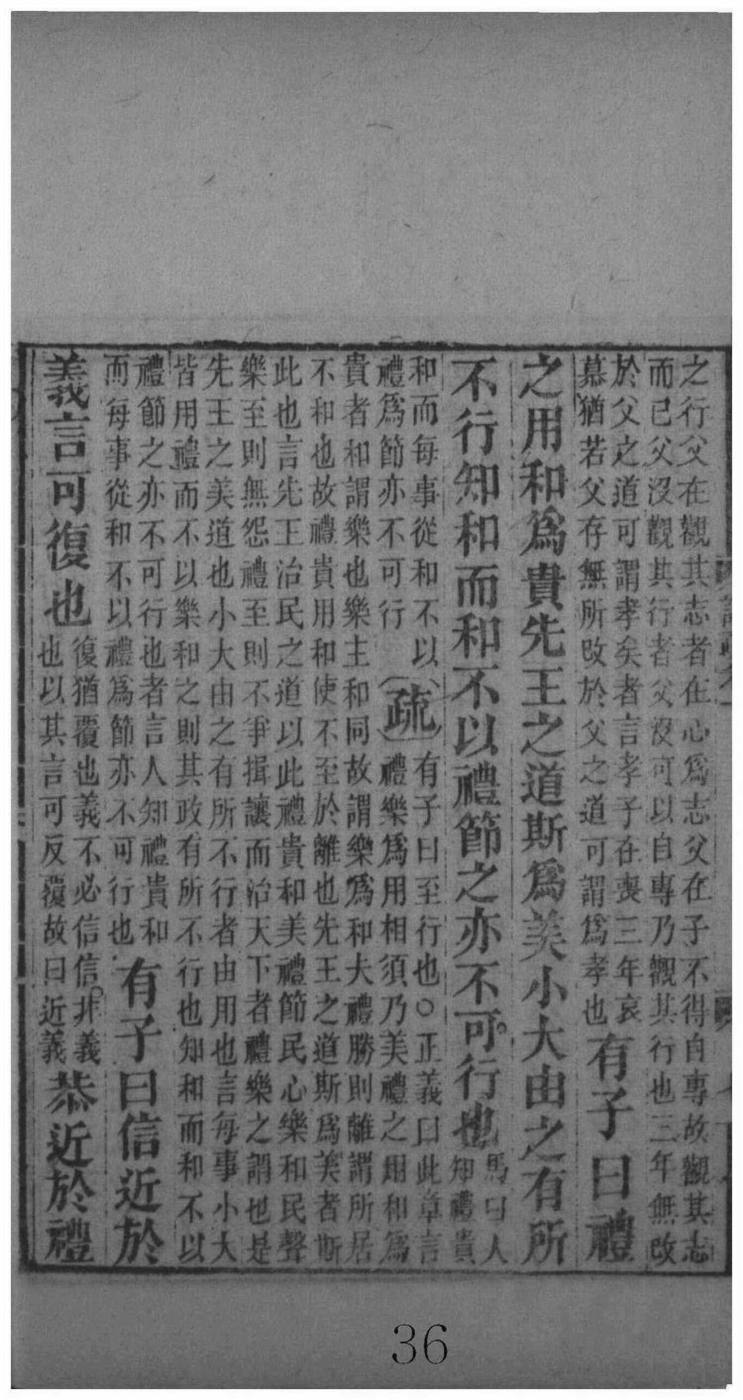 之行父在觀其志者在心爲志父在子不得自專故觀其志
而已父沒觀其行者父沒可以自專乃觀其行也三年無改
於父之道可謂孝矣者言孝子在喪三年哀
慕猶若父存無所改於父之道可謂爲孝也
有子曰禮
之用和爲貴先王之道斯爲美小大由之有所
不行知和而和不以禮節之亦不可行也
馬曰人
知禮貴
和而每事從和不以
禮爲節亦不可行
疏
有子曰至行也○正義曰此章言
禮樂爲用相須乃美禮之用和爲
貴者和謂樂也樂主和同故謂樂爲和夫禮勝則離謂所居
不和也故禮貴用和使不至於離也先王之道斯爲美者斯
此也言先王治民之道以此禮貴和美禮節民心樂和民聲
樂至則無怨禮至則不爭揖讓而治天下者禮樂之謂也是
先王之美道也小大由之有所不行者由用也言每事小大
皆用禮而不以樂和之則其政有所不行也知和而和不以
禮節之亦不可行也者言人知禮貴和
而每事從和不以禮爲節亦不可行也
有子曰信近於
義言可復也
復猶覆也義不必信信非義
也以其言可反覆故曰近義
恭近於禮
36